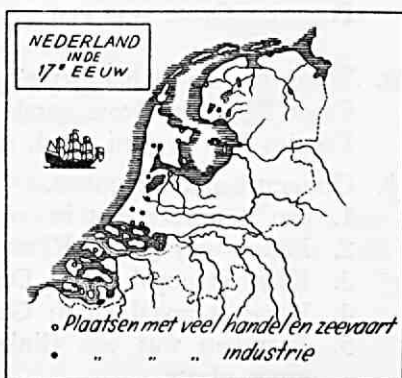 NEDERLAND
IN DE
17e EEUW
o Plaatsen met veel handel en zeevaart
• " " " industrie